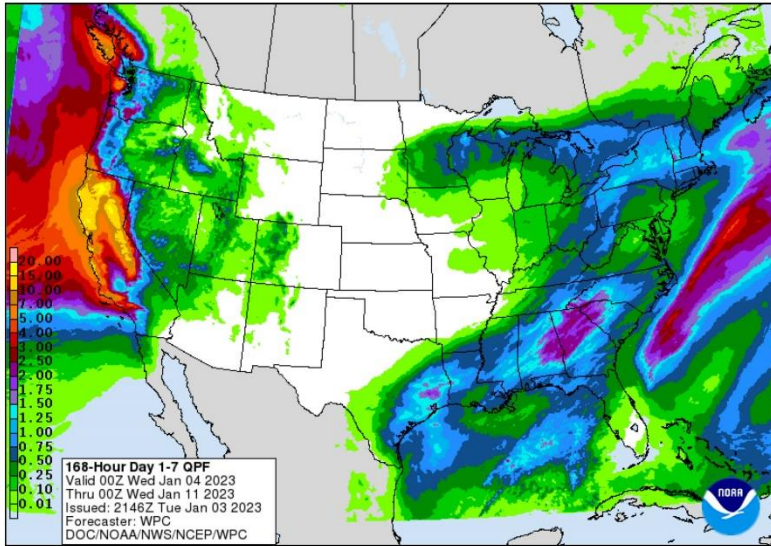 20.00
15.00
10.00
7.00
5.00
4.00
3.00
2.50
2.00
1.75
1.50
1.25
1.00
0.75
0.50
0.25
0.10
0.01
168-Hour Day 1-7 QPF
Valid 00Z Wed Jan 04 2023
Thru 00Z Wed Jan 11 2023
Issued: 2146Z Tue Jan 03 2023
Forecaster: WPC
DOC/NOAA/NWS/NCEP/WPC
NOAA